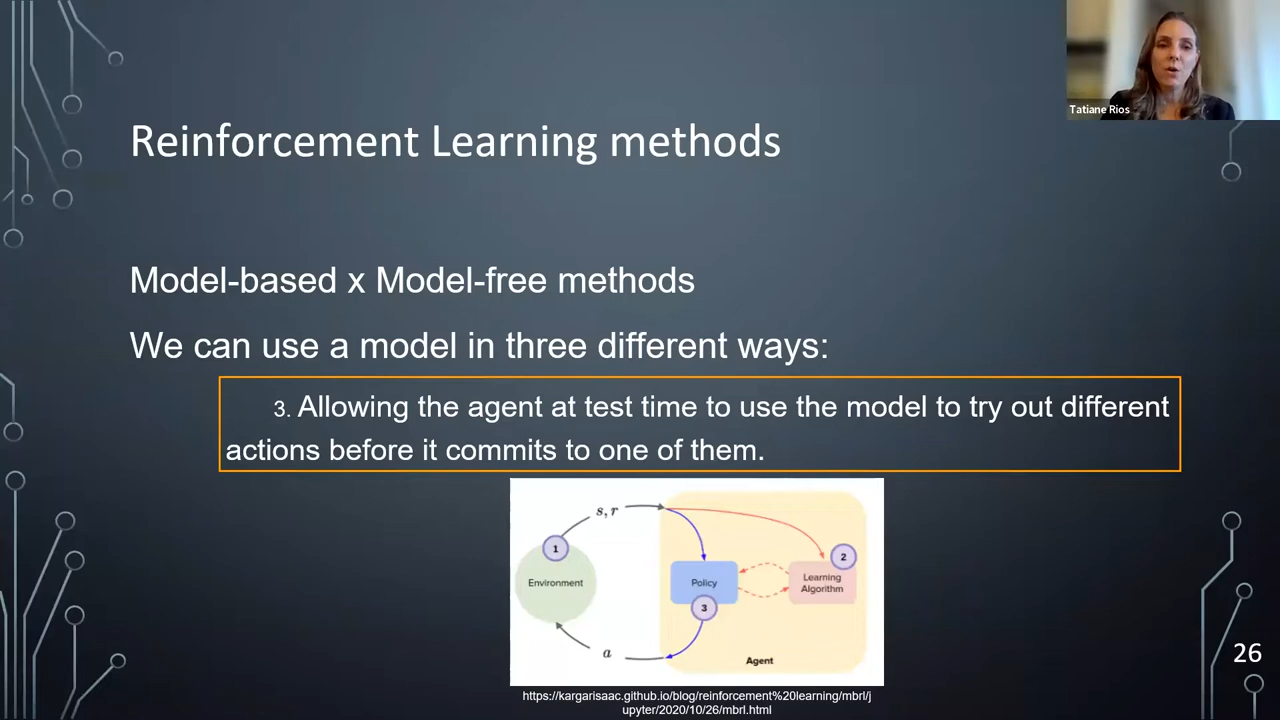 Tatiane Rios
Reinforcement Learning methods
Model-based x Model-free methods
We can use a model in three different ways:
3. Allowing the agent at test time to use the model to try out different
actions before it commits to one of them.
s, r
1
Environment
2
Policy
Learning
Algorithm
3
a
Agent
https://kargarisaac.github.io/blog/reinforcement%20learning/mbrl/j
upyter/2020/10/26/mbrl.html
26